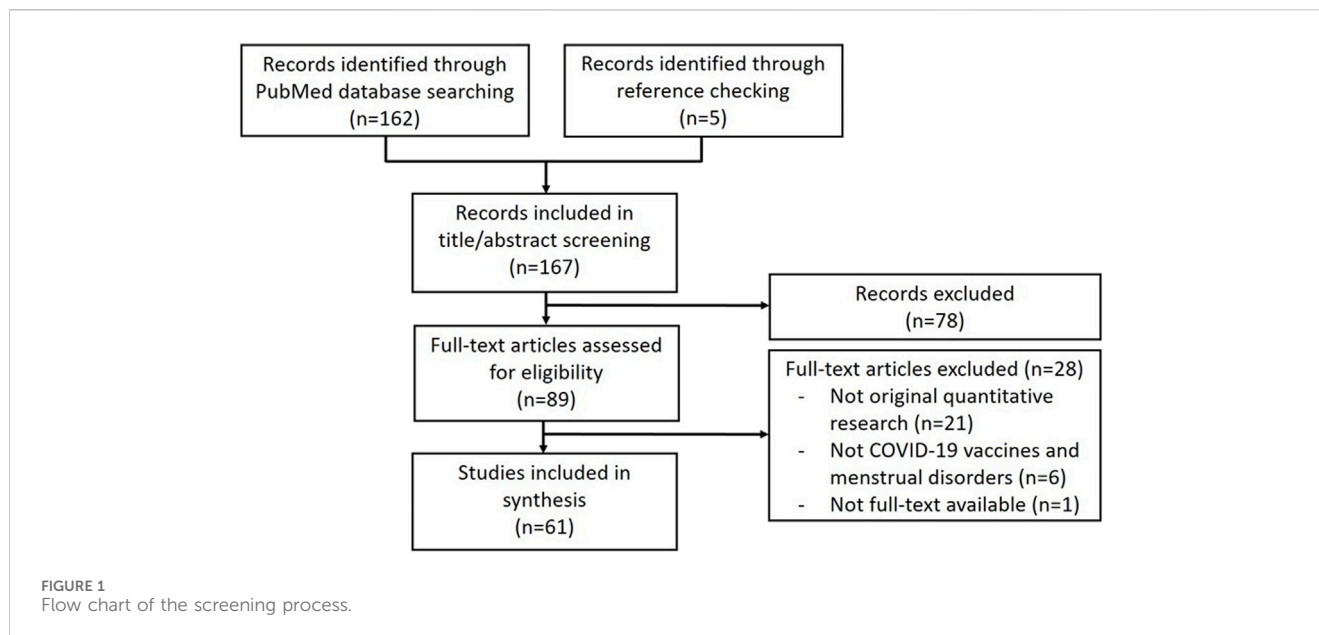 Records identified through
PubMed database searching
(n=162)
Records identified through
reference checking
(n=5)
Records included in
title/abstract screening
(n=167)
Records excluded
(n=78)
Full-text articles assessed
for eligibility
(n=89)
Full-text articles excluded (n=28)
- Not original quantitative
research (n=21)
- Not COVID-19 vaccines and
menstrual disorders (n=6)
- Not full-text available (n=1)
Studies included in
synthesis
(n=61)
FIGURE 1
Flow chart of the screening process.